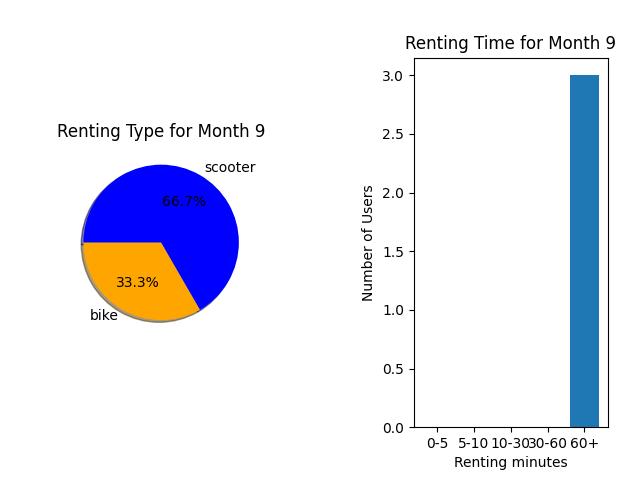 Renting Type for Month 9
scooter
66.7%
33.3%
bike
Renting Time for Month 9
Number of Users
3.0
2.5
2.0
1.5
1.0
0.5
0.0
0-5 5-10 10-30 30-60 60+
Renting minutes